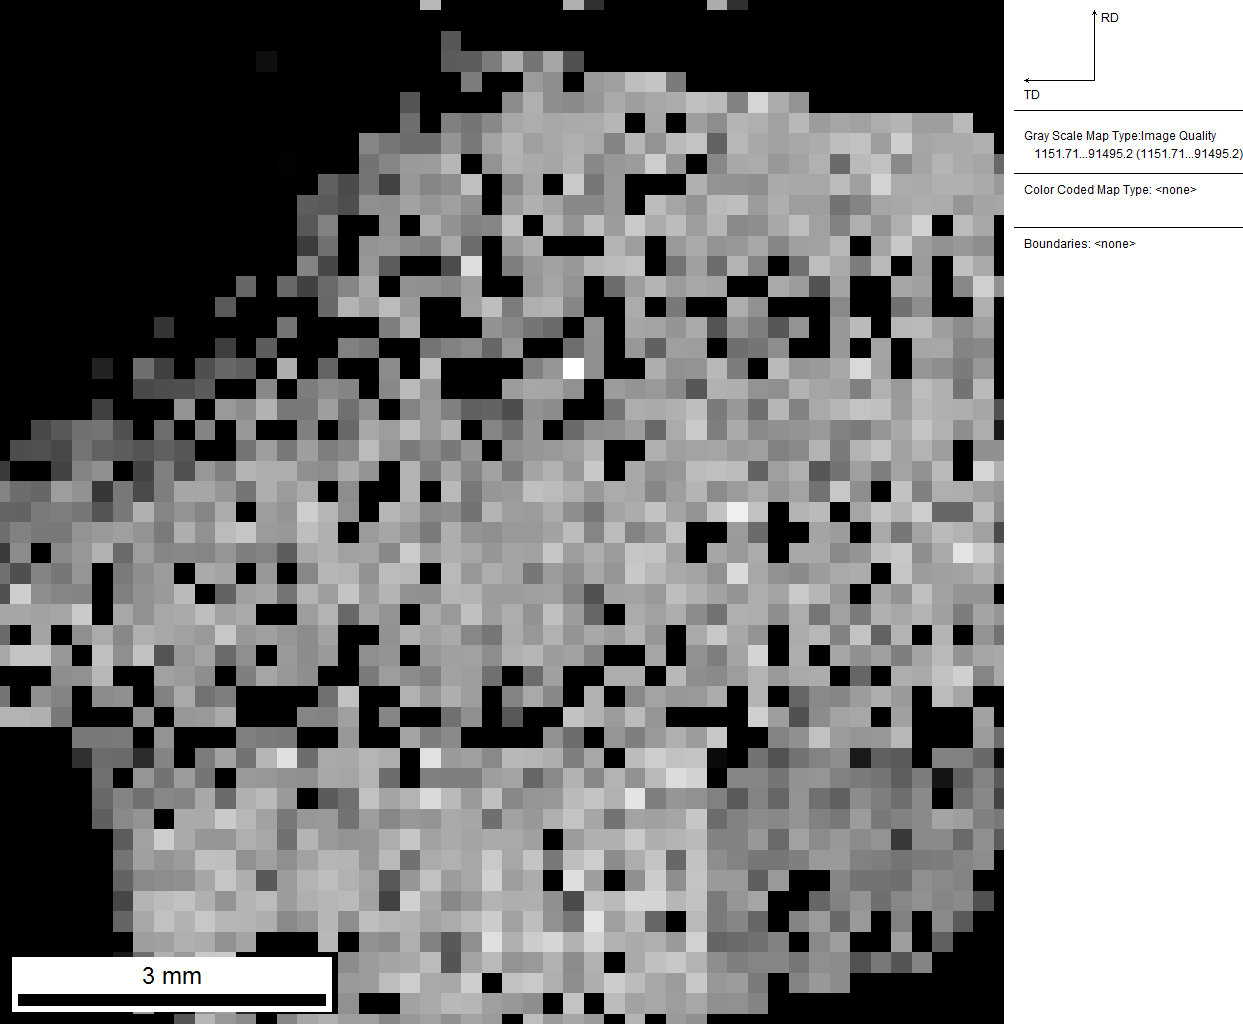 RD
TD
Gray Scale Map Type:Image Quality
1151.71...91495.2 (1151.71...91495.2)
Color Coded Map Type: <none>
Boundaries: <none>
3 mm